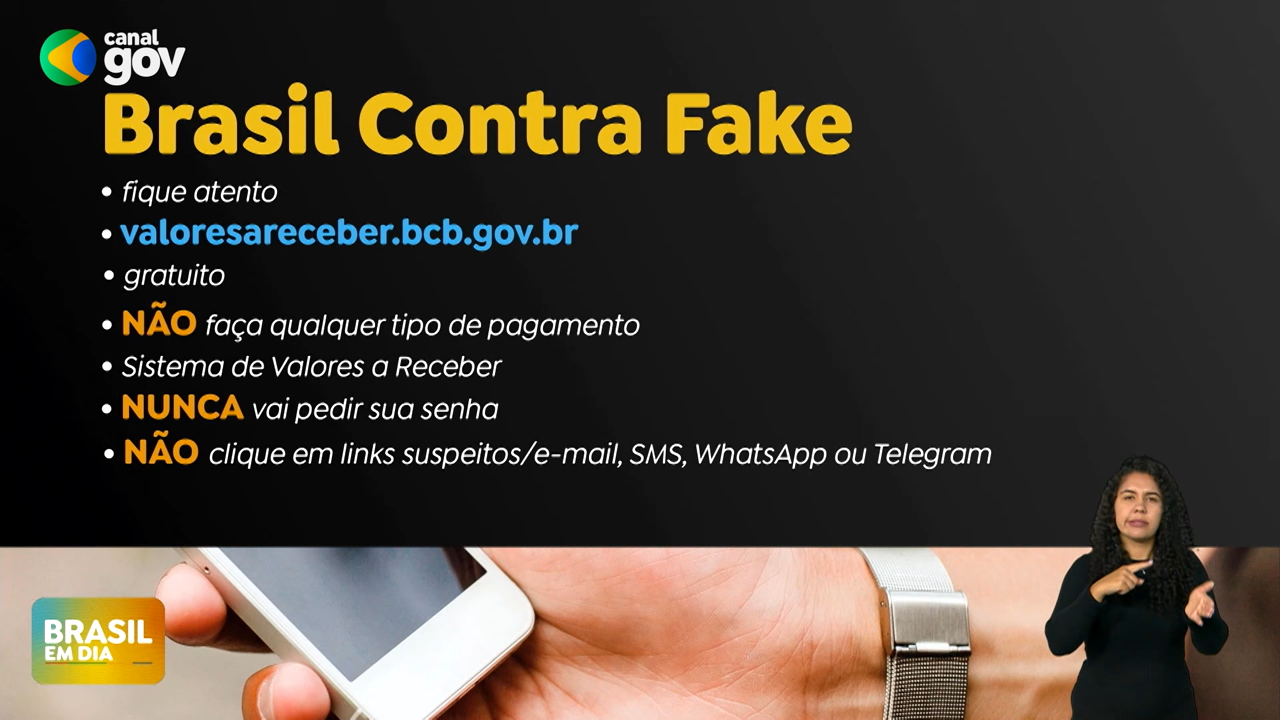 canal
gov
Brasil Contra Fake
• fique atento
• valoresareceber.bcb.gov.br
• gratuito
• NÃO faça qualquer tipo de pagamento
• Sistema de Valores a Receber
• NUNCA vai pedir sua senha
• NÃO clique em links suspeitos/e-mail, SMS, WhatsApp ou Telegram
BRASIL
EM DIA